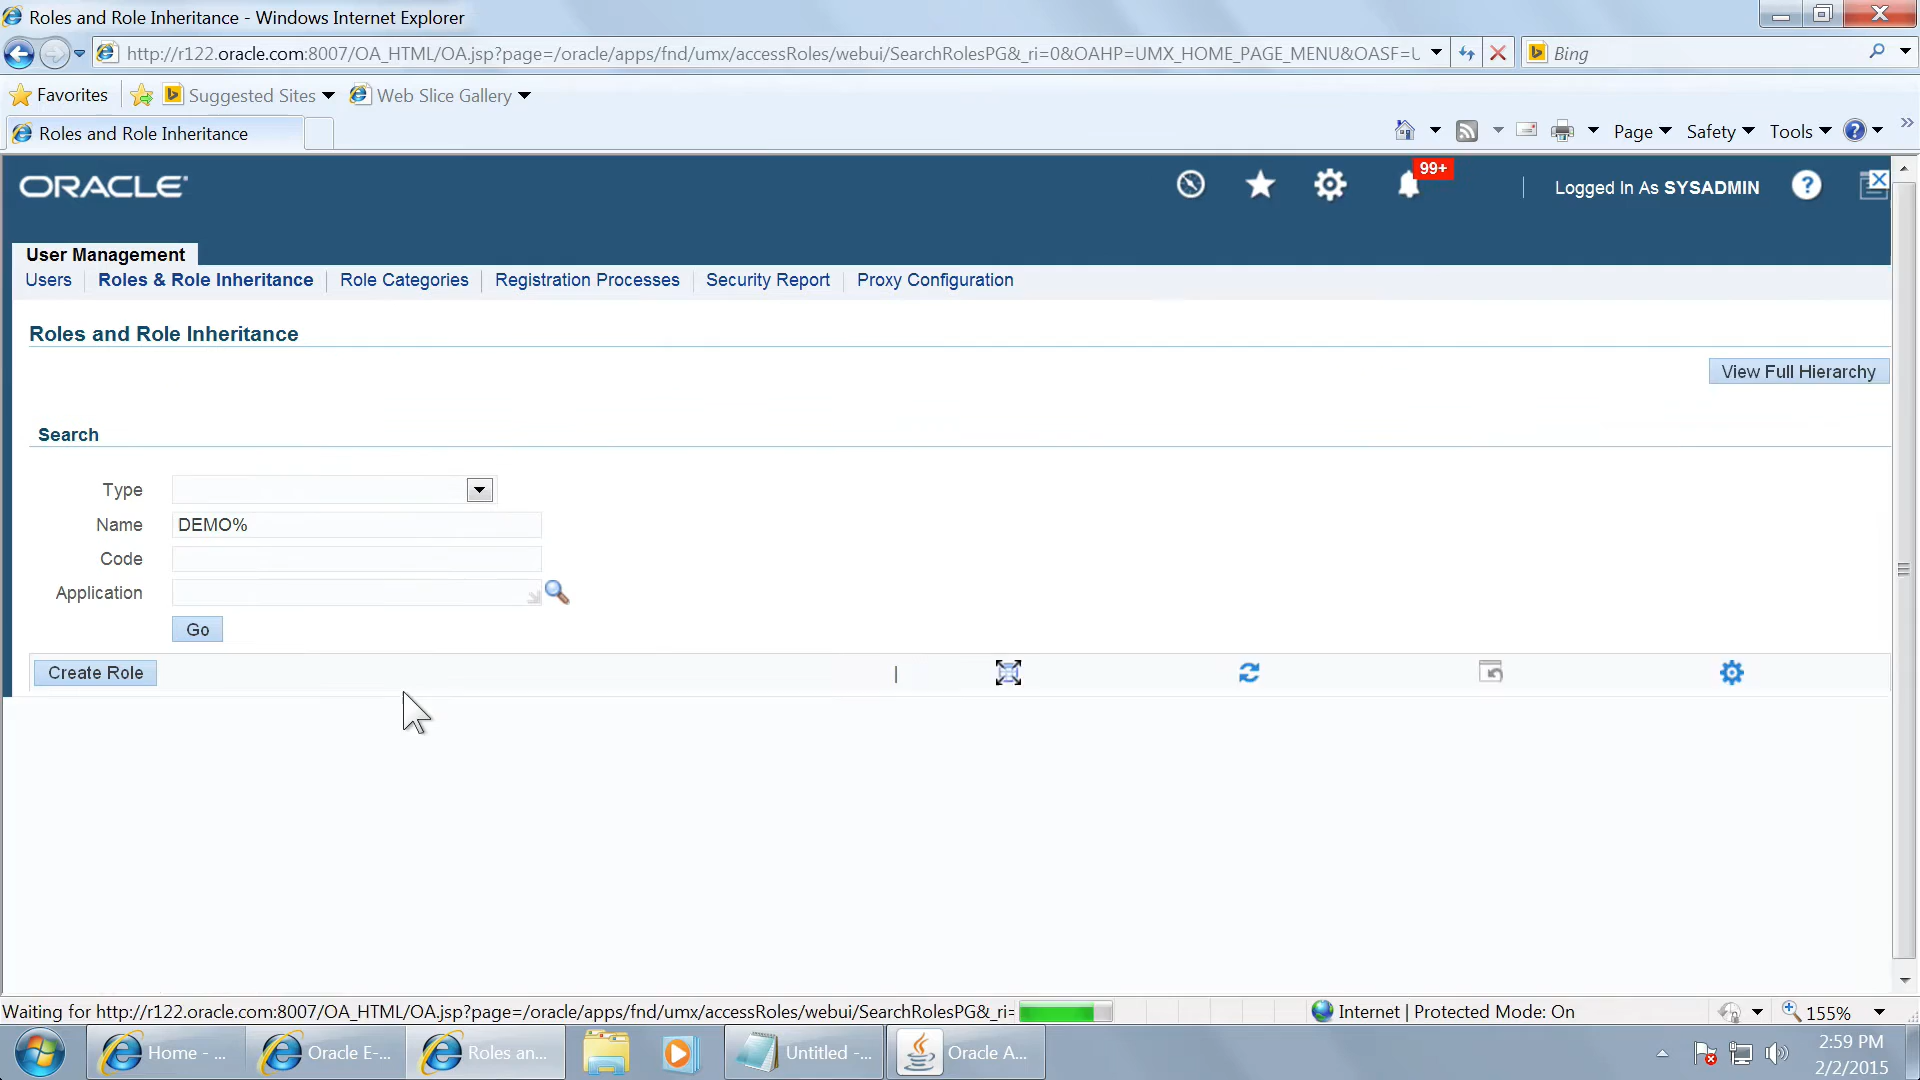 Roles and Role Inheritance - Windows Internet Explorer
http://r122.oracle.com:8007/OA_HTML/OA.jsp?page=/oracle/apps/fnd/umx/accessRoles/webui/SearchRolesPG&_ri=0&OAHP=UMX_HOME_PAGE_MENU&OASF=U
Bing
Favorites
Suggested Sites
Web Slice Gallery
Roles and Role Inheritance
Page
Safety
Tools
ORACLE
99+
Logged In As SYSADMIN
User Management
Users
Roles & Role Inheritance
Role Categories
Registration Processes
Security Report
Proxy Configuration
Roles and Role Inheritance
View Full Hierarchy
Search
Type
Name DEMO%
Code
Application
Go
Create Role
Waiting for http://r122.oracle.com:8007/OA_HTML/OA.jsp?page=/oracle/apps/fnd/umx/accessRoles/webui/SearchRolesPG&_ri=
Internet | Protected Mode: On
155%
Home - ...
Oracle E-...
Roles an...
Untitled -...
Oracle A...
2:59 PM
2/2/2015